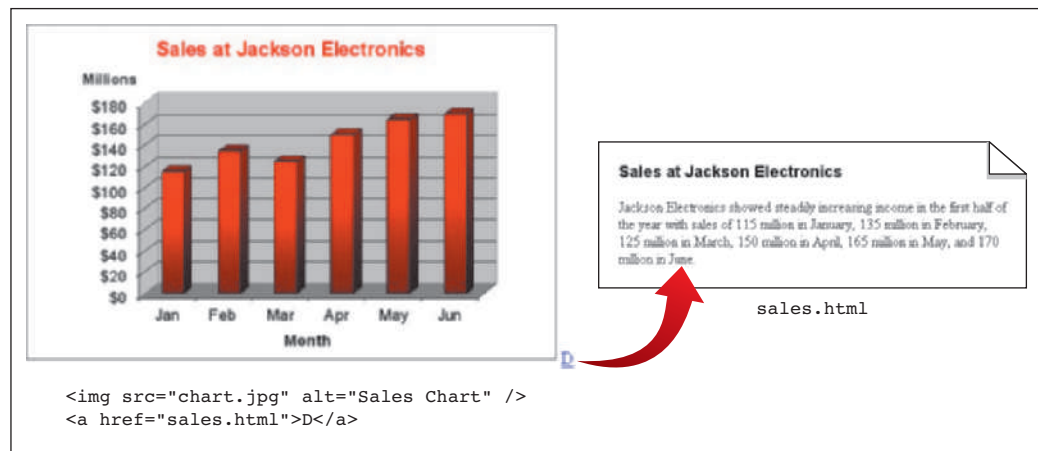 Sales at Jackson Electronics
Millions
$180
$160
$140
$120
$100
$80
$60
$40
$20
$0
Jan Feb Mar Apr May Jun
Month
D
<img src="chart.jpg" alt="Sales Chart" />
<a href="sales.html">D</a>
Sales at Jackson Electronics
Jackson Electronics showed steadily increasing income in the first half of
the year with sales of 115 million in January, 135 million in February,
125 million in March, 150 million in April, 165 million in May, and 170
million in June.
sales.html